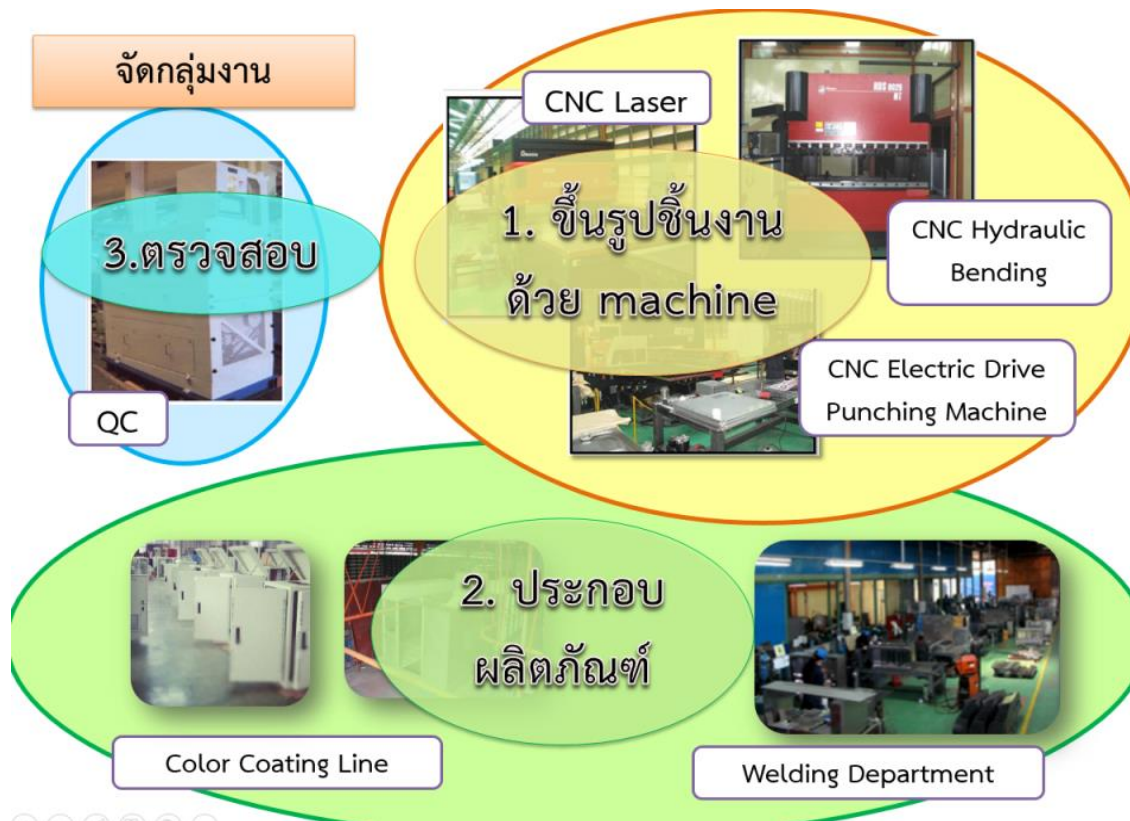 จัดกลุ่มงาน
CNC Laser
1. ขึ้นรูปชิ้นงาน
ด้วย machine
CNC Hydraulic
Bending
CNC Electric Drive
Punching Machine
3.ตรวจสอบ
QC
2. ประกอบ
ผลิตภัณฑ์
Color Coating Line
Welding Department